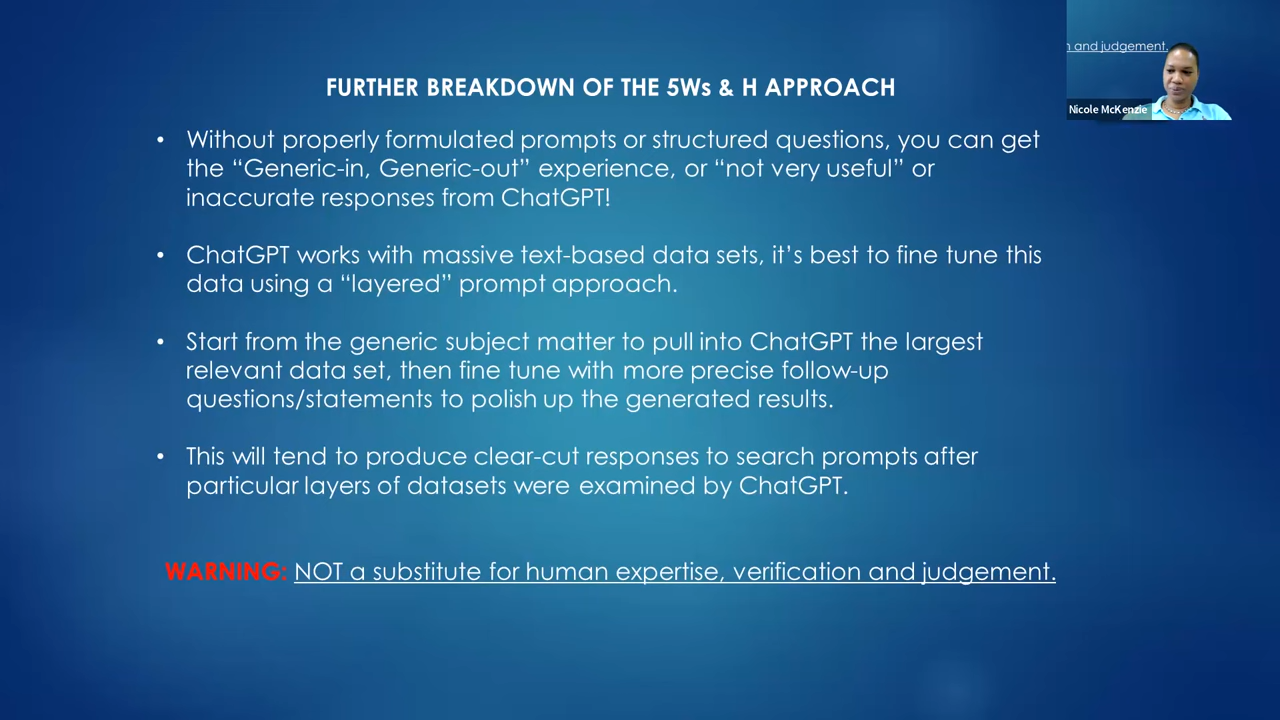 n and judgement.
Nicole McKenzie
FURTHER BREAKDOWN OF THE 5Ws & H APPROACH
• Without properly formulated prompts or structured questions, you can get
the “Generic-in, Generic-out” experience, or “not very useful” or
inaccurate responses from ChatGPT!
• ChatGPT works with massive text-based data sets, it’s best to fine tune this
data using a “layered” prompt approach.
• Start from the generic subject matter to pull into ChatGPT the largest
relevant data set, then fine tune with more precise follow-up
questions/statements to polish up the generated results.
• This will tend to produce clear-cut responses to search prompts after
particular layers of datasets were examined by ChatGPT.
WARNING: NOT a substitute for human expertise, verification and judgement.